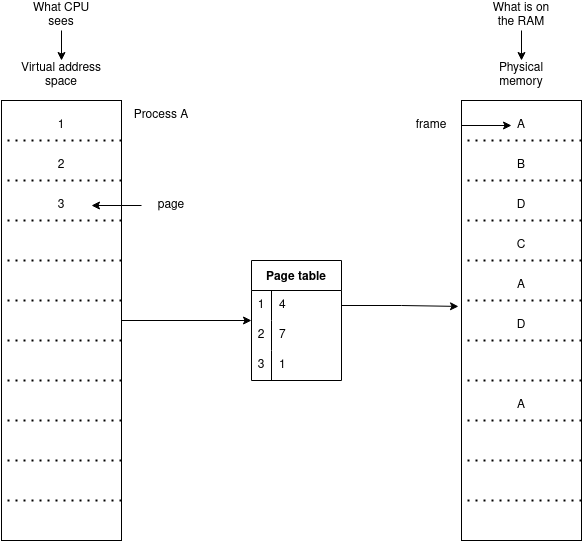 What CPU
sees
What is on
the RAM
Virtual address
space
Physical
memory
Process A
1
2
3
page
Page table
1 4
2 7
3 1
frame
A
B
D
C
A
D
A